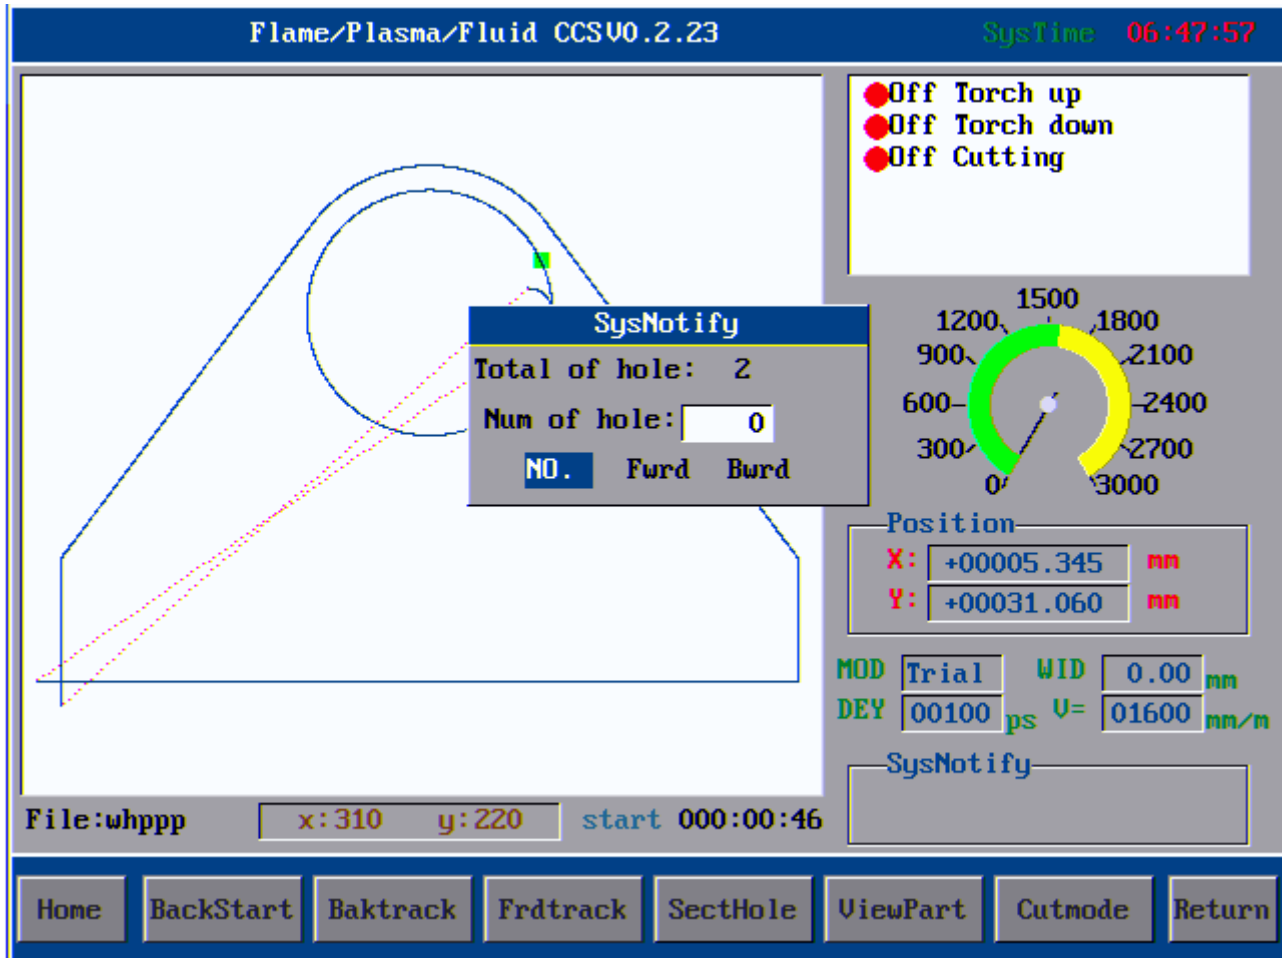 Flame/Plasma/Fluid CCSV0.2.23 SysTime 06:47:57
Off Torch up
Off Torch down
Off Cutting
SysNotify
Total of hole: 2
Num of hole: 0
NO. Fwrd Bwrd
1500
1200 1800
900 2100
600 2400
300 2700
0 3000
Position
X: +00005.345 mm
Y: +00031.060 mm
MOD Trial WID 0.00 mm
DEY 00100 ps V= 01600 mm/m
SysNotify
File:whppp x:310 y:220 start 000:00:46
Home BackStart Baktrack Frdtrack SectHole ViewPart Cutmode Return